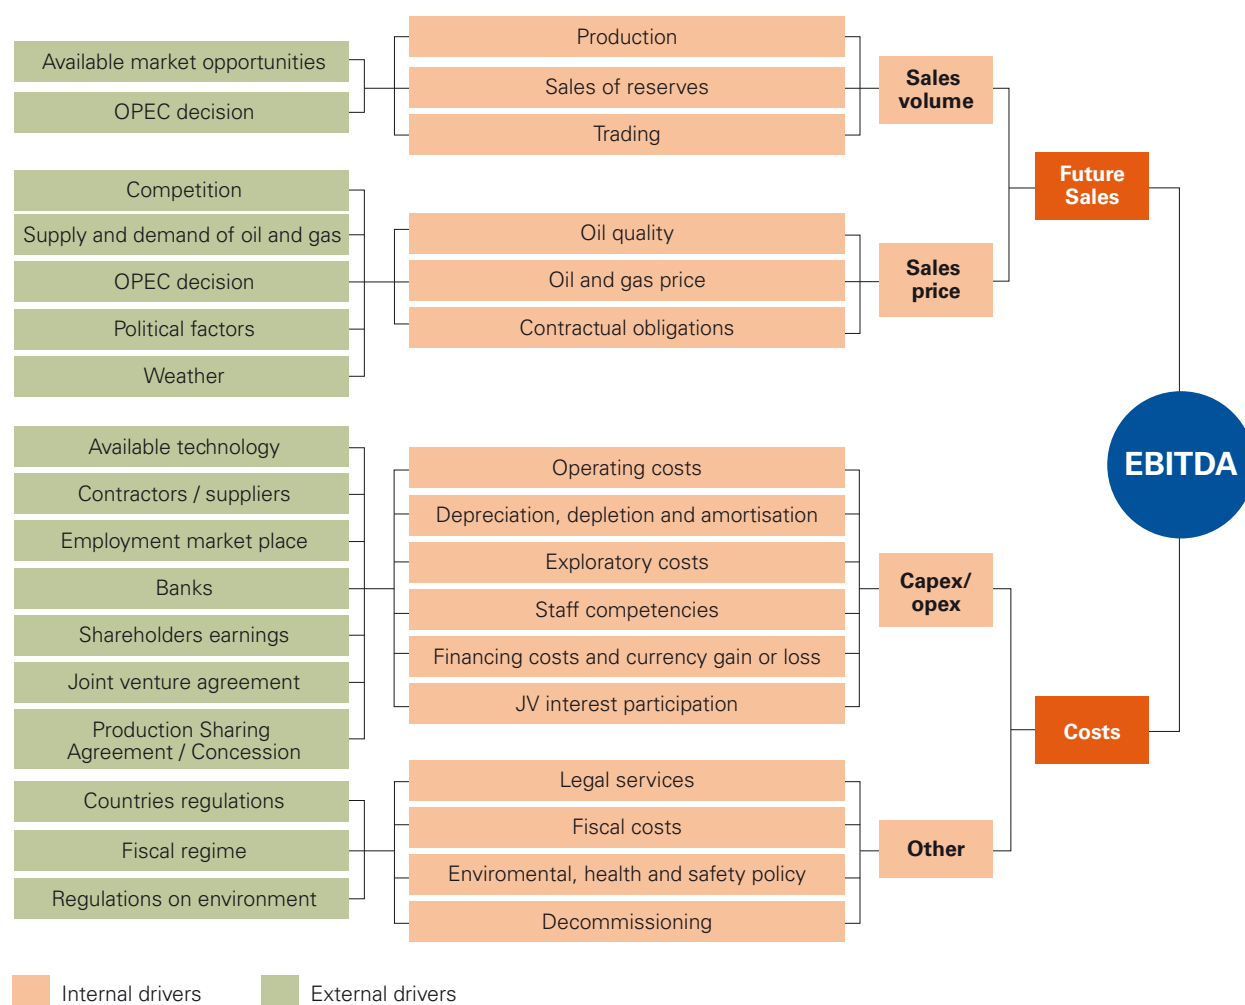 Available market opportunities
OPEC decision
Production
Sales of reserves
Trading
Sales
volume
Competition
Supply and demand of oil and gas
OPEC decision
Political factors
Weather
Oil quality
Oil and gas price
Contractual obligations
Sales
price
Future
Sales
Available technology
Contractors / suppliers
Employment market place
Banks
Shareholders earnings
Joint venture agreement
Production Sharing
Agreement / Concession
Operating costs
Depreciation, depletion and amortisation
Exploratory costs
Staff competencies
Financing costs and currency gain or loss
JV interest participation
Capex/
opex
Countries regulations
Fiscal regime
Regulations on environment
Legal services
Fiscal costs
Enviromental, health and safety policy
Decommissioning
Other
Costs
EBITDA
Internal drivers
External drivers